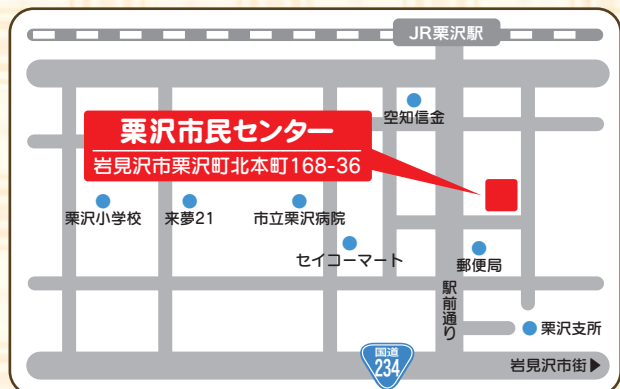 JR栗沢駅
空知信金
栗沢市民センター
岩見沢市栗沢町北本町168-36
栗沢小学校
来夢21
市立栗沢病院
セイコーマート
郵便局
駅前通り
栗沢支所
国道
234
岩見沢市街▶